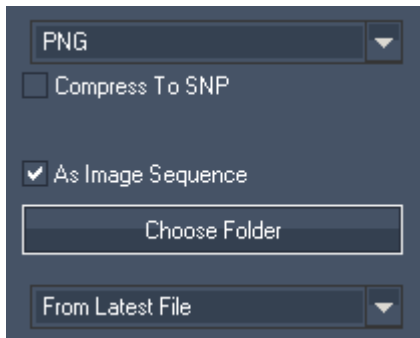 PNG
Compress To SNP
As Image Sequence
Choose Folder
From Latest File